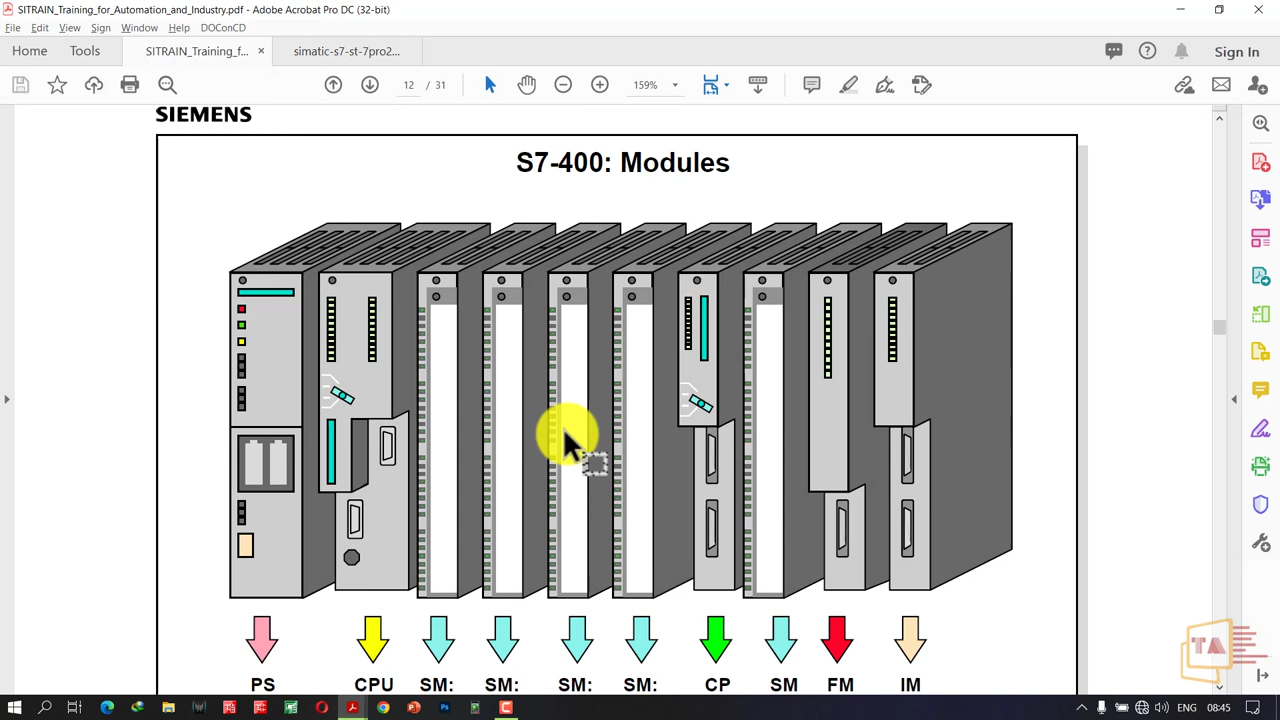 SITRAIN_Training_for_Automation_and_Industry.pdf - Adobe Acrobat Pro DC (32-bit)
File Edit View Sign Window Help DOConCD
Home Tools SITRAIN_Training_f... × simatic-s7-st-7pro2...
Sign In
12 / 31
159%
SIEMENS
S7-400: Modules
PS CPU SM: SM: SM: SM: CP SM FM IM
TA
ENG 08:45